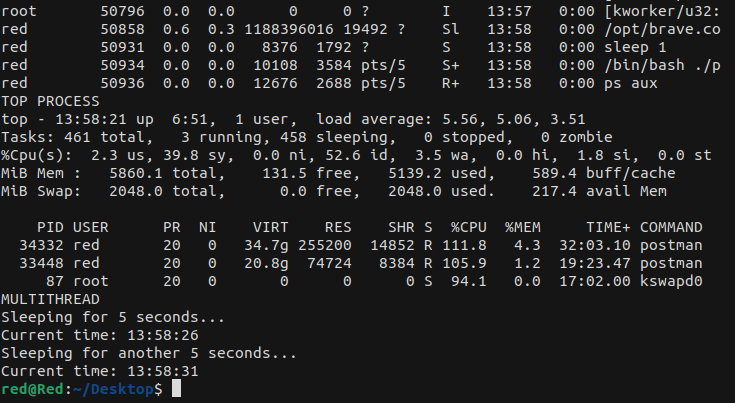 root       50796  0.0  0.0      0     0 ?        I    13:57   0:00 [kworker/u32:
red        50858  0.6  0.3 1188396016 19492 ?    Sl   13:58   0:00 /opt/brave.co
red        50931  0.0  0.0   8376  1792 ?        S    13:58   0:00 sleep 1
red        50934  0.0  0.0  10108  3584 pts/5    S+   13:58   0:00 /bin/bash ./p
red        50936  0.0  0.0  12676  2688 pts/5    R+   13:58   0:00 ps aux
TOP PROCESS
top - 13:58:21 up  6:51,  1 user,  load average: 5.56, 5.06, 3.51
Tasks: 461 total,   3 running, 458 sleeping,   0 stopped,   0 zombie
%Cpu(s):  2.3 us, 39.8 sy,  0.0 ni, 52.6 id,  3.5 wa,  0.0 hi,  1.8 si,  0.0 st
MiB Mem :   5860.1 total,    131.5 free,   5139.2 used,    589.4 buff/cache
MiB Swap:   2048.0 total,      0.0 free,   2048.0 used.    217.4 avail Mem
    PID USER      PR  NI    VIRT    RES    SHR S  %CPU  %MEM     TIME+ COMMAND
  34332 red       20   0   34.7g 255200  14852 R 111.8   4.3  32:03.10 postman
  33448 red       20   0   20.8g  74724   8384 R 105.9   1.2  19:23.47 postman
     87 root      20   0       0      0      0 S  94.1   0.0  17:02.00 kswapd0
MULTITHREAD
Sleeping for 5 seconds...
Current time: 13:58:26
Sleeping for another 5 seconds...
Current time: 13:58:31
red@Red:~/Desktop$